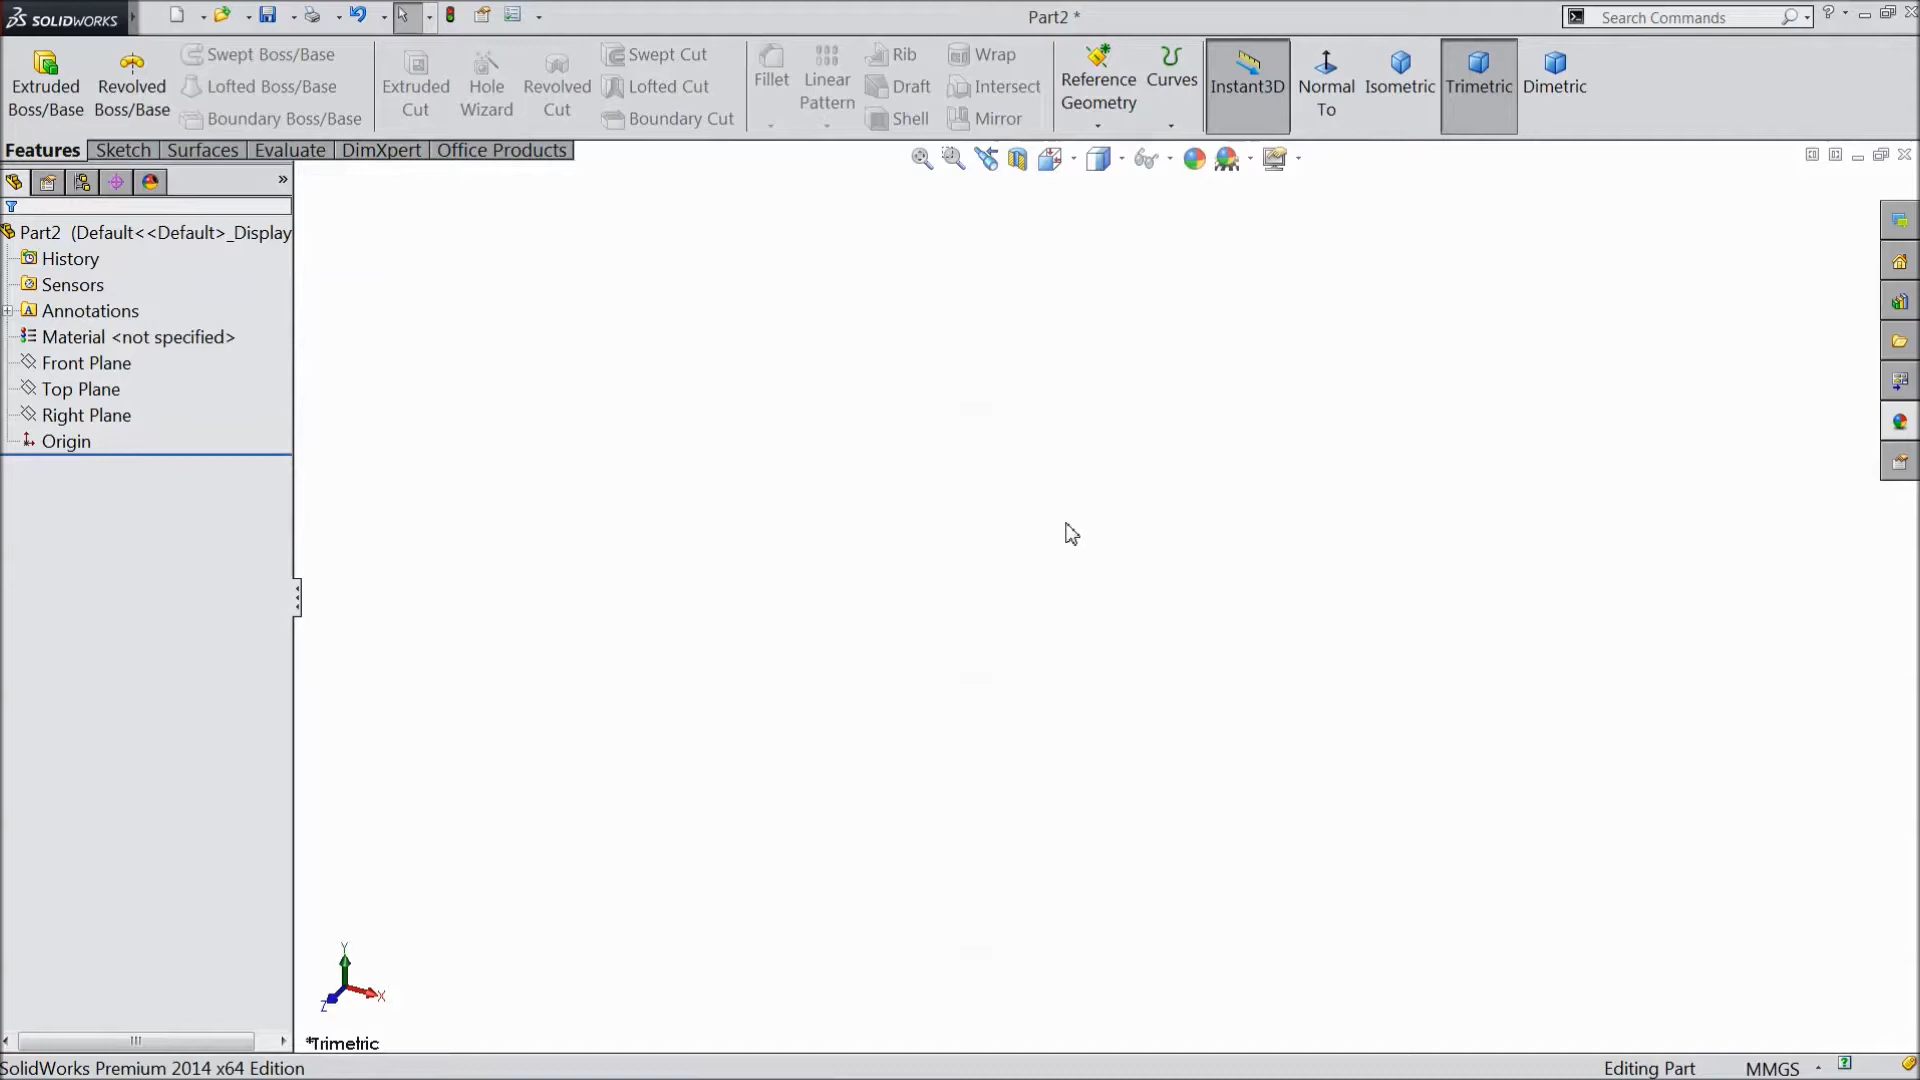 SOLIDWORKS
Part2 *
Search Commands
Extruded Boss/Base
Revolved Boss/Base
Swept Boss/Base
Lofted Boss/Base
Boundary Boss/Base
Extruded Cut
Hole Wizard
Revolved Cut
Swept Cut
Lofted Cut
Boundary Cut
Fillet
Linear Pattern
Rib
Draft
Shell
Wrap
Intersect
Mirror
Reference Geometry
Curves
Instant3D
Normal To
Isometric
Trimetric
Dimetric
Features Sketch Surfaces Evaluate DimXpert Office Products
Part2 (Default<<Default>_Display
History
Sensors
Annotations
Material <not specified>
Front Plane
Top Plane
Right Plane
Origin
Y
X
Z
*Trimetric
SolidWorks Premium 2014 x64 Edition
Editing Part
MMGS